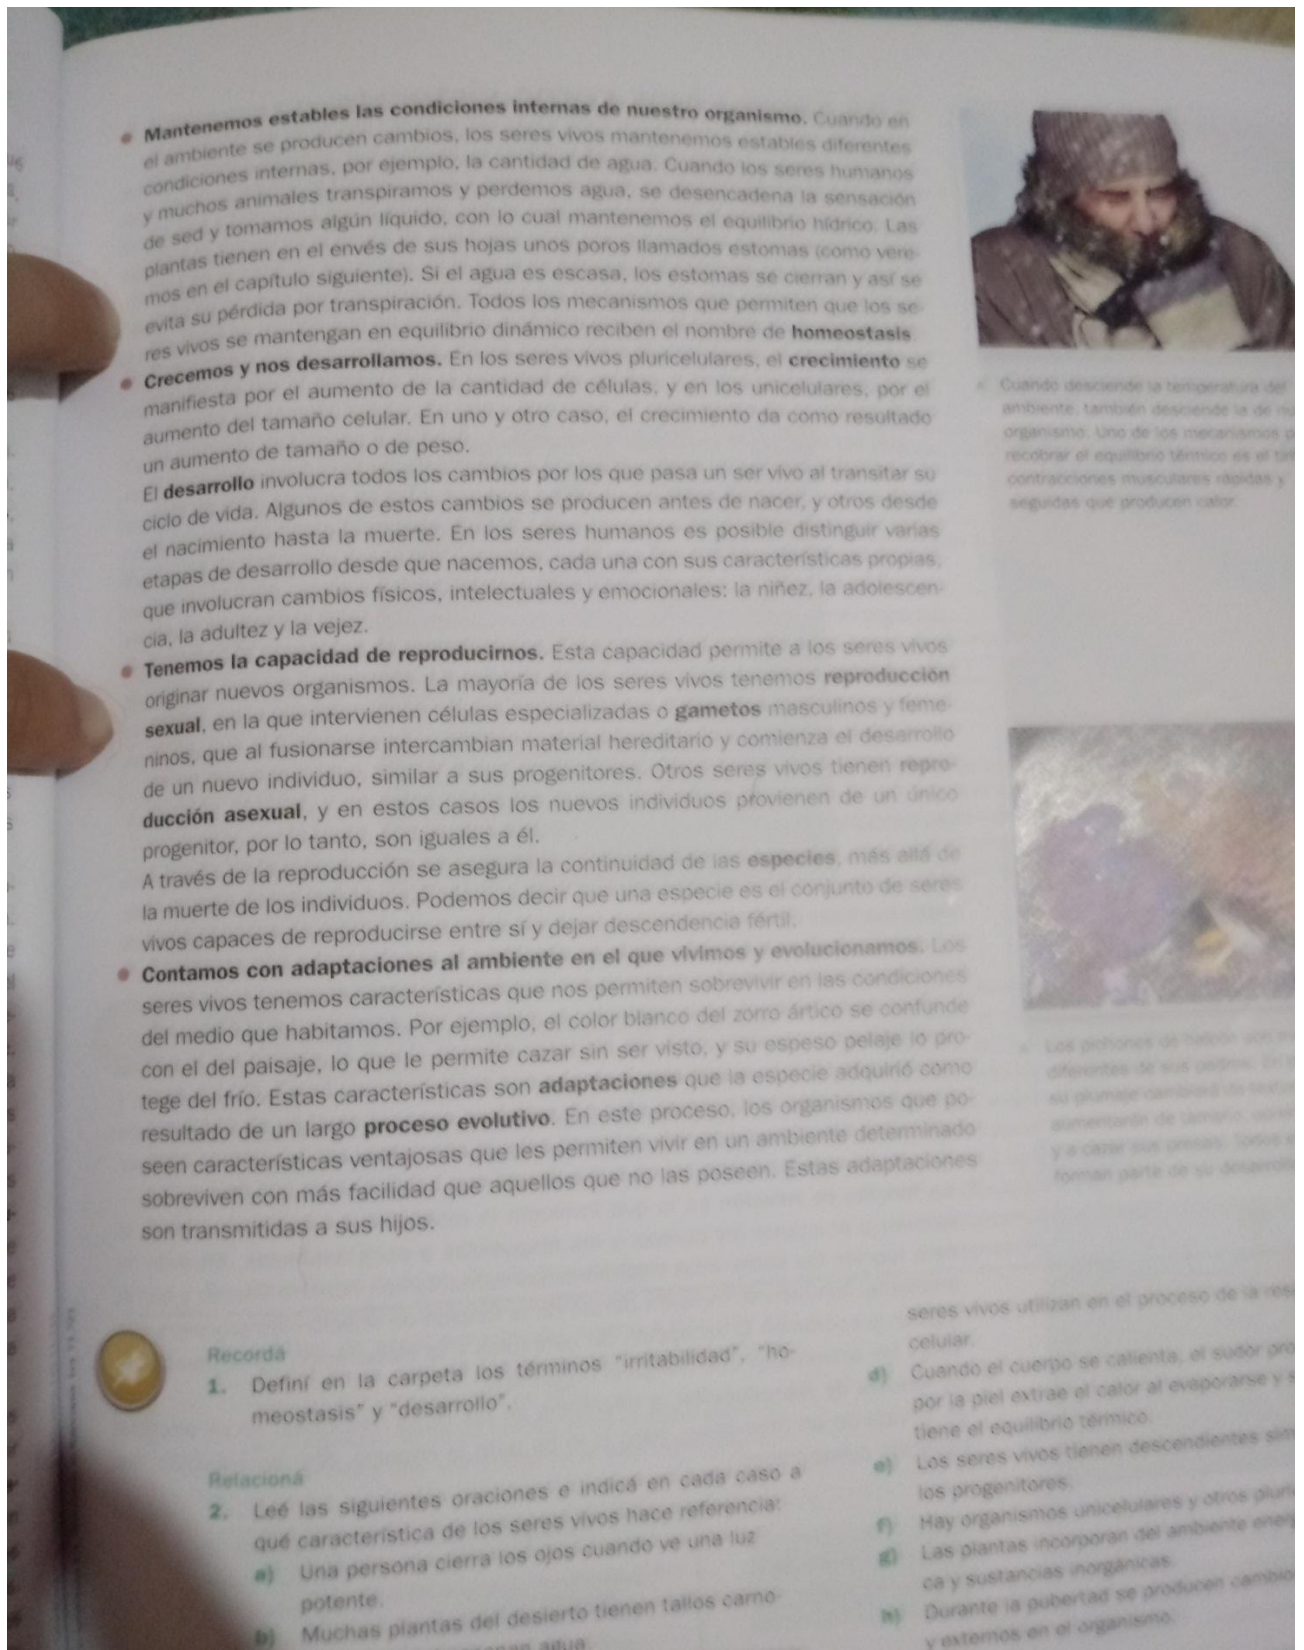 Mantenemos estables las condiciones internas de nuestro organismo. Cuando en
el ambiente se producen cambios, los seres vivos mantenemos estables diferentes
condiciones internas, por ejemplo, la cantidad de agua. Cuando los seres humanos
y muchos animales transpiramos y perdemos agua, se desencadena la sensación
de sed y tomamos algún líquido, con lo cual mantenemos el equilibrio hídrico. Las
plantas tienen en el envés de sus hojas unos poros llamados estomas (como vere-
mos en el capítulo siguiente). Si el agua es escasa, los estomas se cierran y así se
evita su pérdida por transpiración. Todos los mecanismos que permiten que los se-
res vivos se mantengan en equilibrio dinámico reciben el nombre de homeostasis.
Crecemos y nos desarrollamos. En los seres vivos pluricelulares, el crecimiento se
manifiesta por el aumento de la cantidad de células, y en los unicelulares, por el
aumento del tamaño celular. En uno y otro caso, el crecimiento da como resultado
un aumento de tamaño o de peso.
El desarrollo involucra todos los cambios por los que pasa un ser vivo al transitar su
ciclo de vida. Algunos de estos cambios se producen antes de nacer, y otros desde
el nacimiento hasta la muerte. En los seres humanos es posible distinguir varias
etapas de desarrollo desde que nacemos, cada una con sus características propias,
que involucran cambios físicos, intelectuales y emocionales: la niñez, la adolescen-
cia, la adultez y la vejez.
Tenemos la capacidad de reproducirnos. Esta capacidad permite a los seres vivos
originar nuevos organismos. La mayoría de los seres vivos tenemos reproducción
sexual, en la que intervienen células especializadas o gametos masculinos y feme-
ninos, que al fusionarse intercambian material hereditario y comienza el desarrollo
de un nuevo individuo, similar a sus progenitores. Otros seres vivos tienen repro-
ducción asexual, y en estos casos los nuevos individuos provienen de un único
progenitor, por lo tanto, son iguales a él.
A través de la reproducción se asegura la continuidad de las especies, más allá de
la muerte de los individuos. Podemos decir que una especie es el conjunto de seres
vivos capaces de reproducirse entre sí y dejar descendencia fértil.
Contamos con adaptaciones al ambiente en el que vivimos y evolucionamos. Los
seres vivos tenemos características que nos permiten sobrevivir en las condiciones
del medio que habitamos. Por ejemplo, el color blanco del zorro ártico se confunde
con el del paisaje, lo que le permite cazar sin ser visto, y su espeso pelaje lo pro-
tege del frío. Estas características son adaptaciones que la especie adquirió como
resultado de un largo proceso evolutivo. En este proceso, los organismos que po-
seen características ventajosas que les permiten vivir en un ambiente determinado
sobreviven con más facilidad que aquellos que no las poseen. Estas adaptaciones
son transmitidas a sus hijos.
Cuando desciende la temperatura del
ambiente, también desciende la de
organismo. Uno de los mecanismos
recobrar el equilibrio térmico es el
contracciones musculares rápidas y
seguidas que producen calor.
Los pichones de halcón son
diferentes de sus padres.
su plumaje cambiará de
aumentarán de tamaño,
y a cazar sus presas. Todos
forman parte de su desarrollo
Recordá
1. Definí en la carpeta los términos "irritabilidad", "ho-
meostasis" y "desarrollo".
Relacioná
2. Leé las siguientes oraciones e indicá en cada caso a
qué característica de los seres vivos hace referencia:
a) Una persona cierra los ojos cuando ve una luz
potente.
b) Muchas plantas del desierto tienen tallos carno-
agua.
seres vivos utilizan en el proceso de la
celular.
d) Cuando el cuerpo se calienta, el sudor
por la piel extrae el calor al evaporarse y
tiene el equilibrio térmico.
e) Los seres vivos tienen descendientes
los progenitores.
f) Hay organismos unicelulares y otros
g) Las plantas incorporan del ambiente
ca y sustancias inorgánicas.
h) Durante la pubertad se producen
y externos en el organismo.